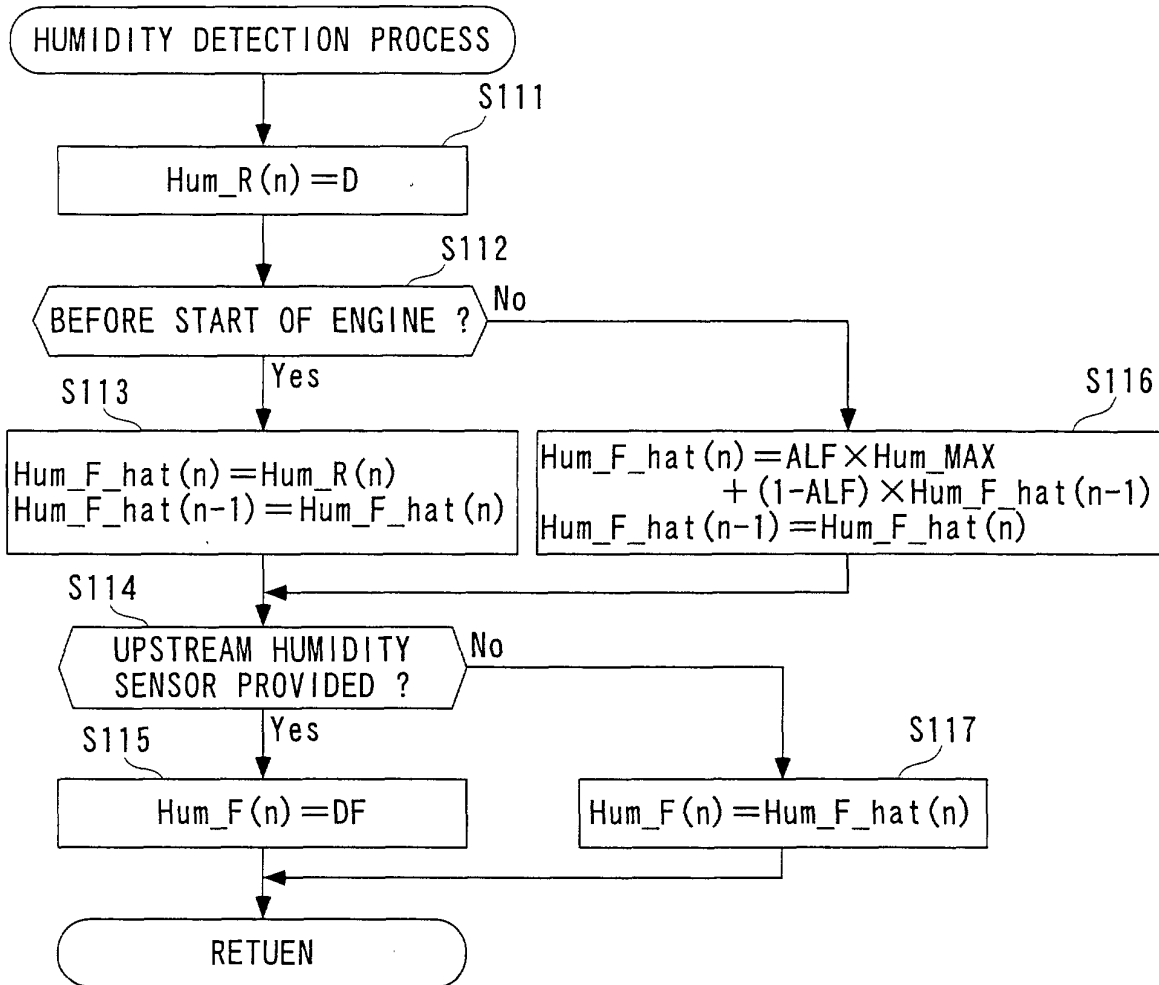 HUMIDITY DETECTION PROCESS
S111
Hum_R(n)=D
S112
BEFORE START OF ENGINE ?
No
Yes
S113
Hum_F_hat(n)=Hum_R(n)
Hum_F_hat(n-1)=Hum_F_hat(n)
S116
Hum_F_hat(n)=ALF×Hum_MAX
+(1-ALF)×Hum_F_hat(n-1)
Hum_F_hat(n-1)=Hum_F_hat(n)
S114
UPSTREAM HUMIDITY
SENSOR PROVIDED ?
No
Yes
S115
Hum_F(n)=DF
S117
Hum_F(n)=Hum_F_hat(n)
RETUEN